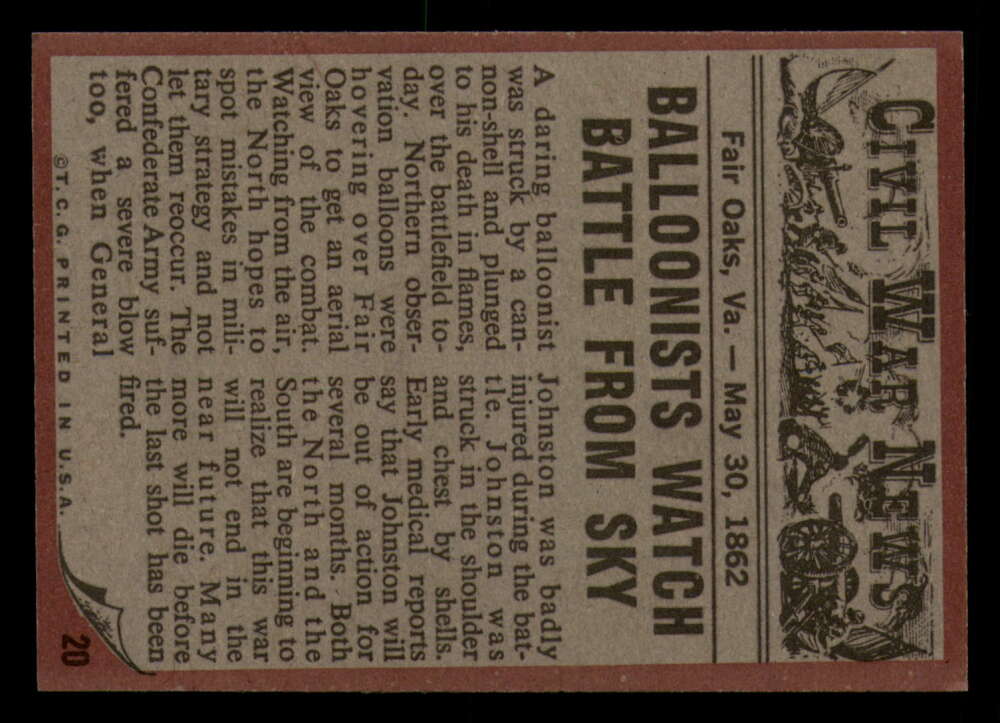 CIVIL WAR NEWS
Fair Oaks, Va. — May 30, 1862
BALLOONISTS WATCH
BATTLE FROM SKY
A daring balloonist
was struck by a can-
non-shell and plunged
to his death in flames,
over the battlefield to-
day. Northern obser-
vation balloons were
hovering over Fair
Oaks to get an aerial
view of the combat.
Watching from the air,
the North hopes to
spot mistakes in mili-
tary strategy and not
let them reoccur. The
Confederate Army suf-
fered a severe blow
too, when General
Johnston was badly
injured during the bat-
tle. Johnston was
struck in the shoulder
and chest by shells.
Early medical reports
say that Johnston will
be out of action for
several months. Both
the North and the
South are beginning to
realize that this war
will not end in the
near future. Many
more will die before
the last shot has been
fired.
©T.C.G. PRINTED IN U.S.A.
20